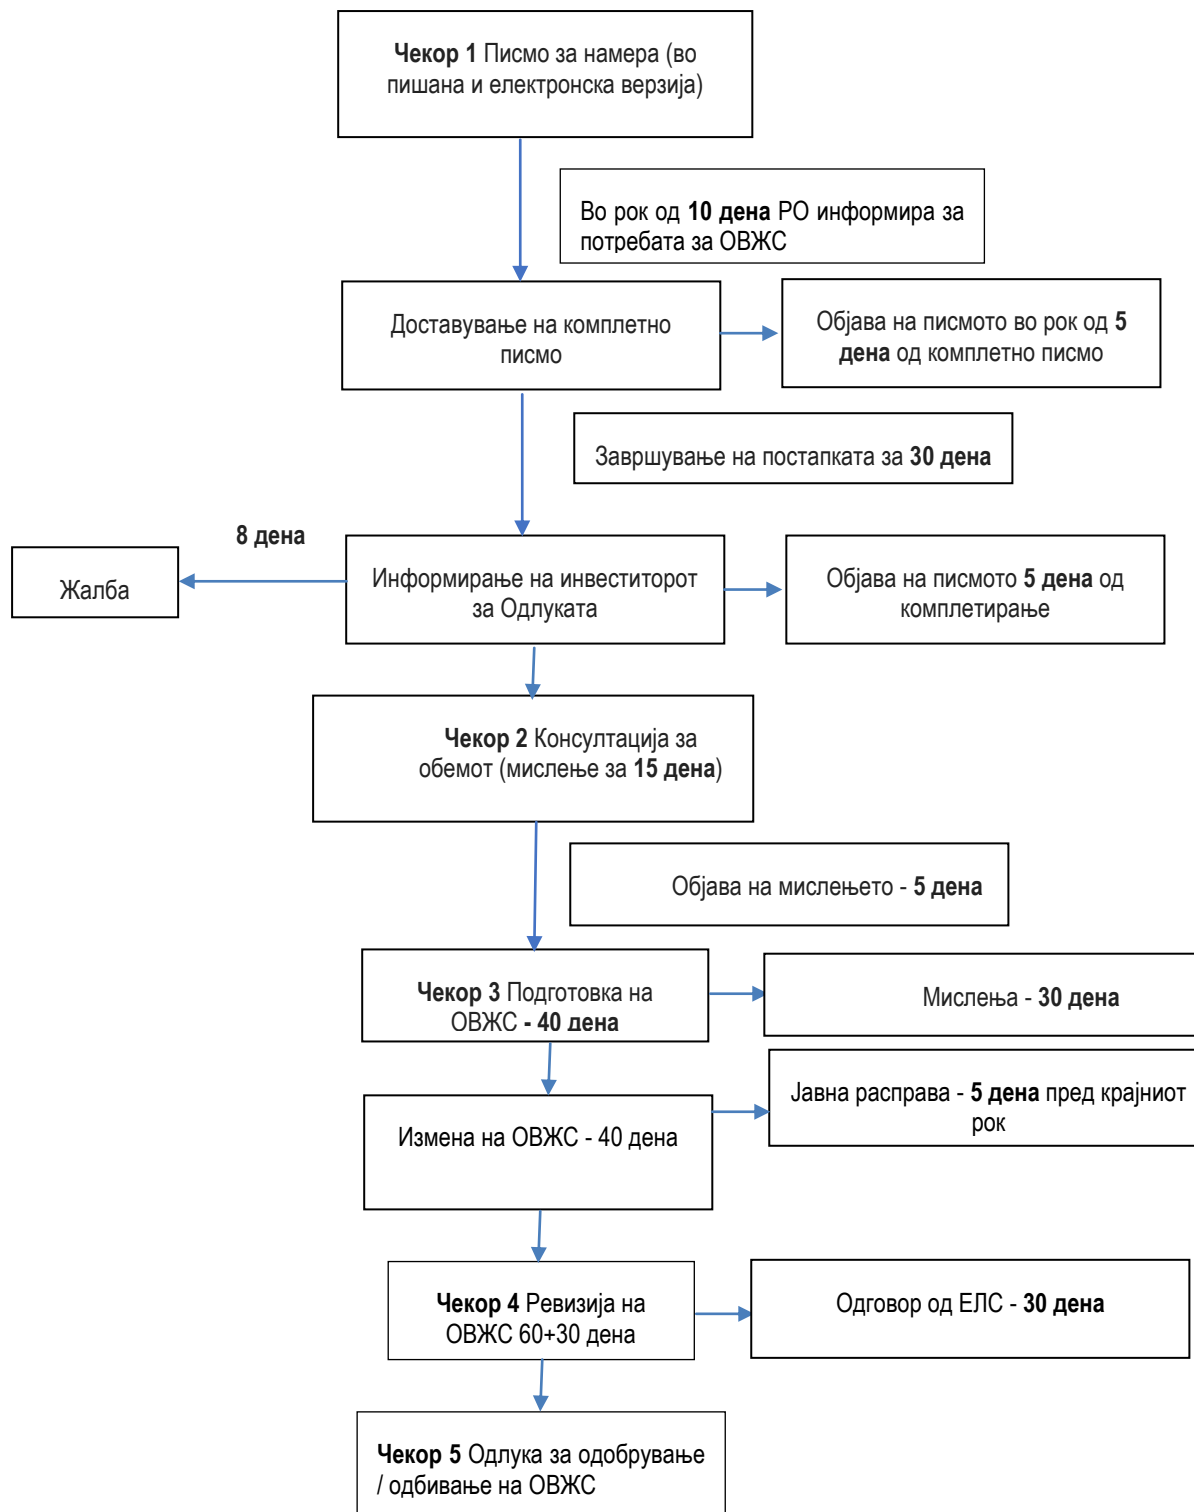 Чекор 1 Писмо за намера (во
пишана и електронска верзија)
Во рок од 10 дена РО информира за
потребата за ОВЖС
Доставување на комплетно
писмо
Објава на писмото во рок од 5
дена од комплетно писмо
Завршување на постапката за 30 дена
8 дена
Жалба
Информирање на инвеститорот
за Одлуката
Објава на писмото 5 дена од
комплетирање
Чекор 2 Консултација за
обемот (мислење за 15 дена)
Објава на мислењето - 5 дена
Чекор 3 Подготовка на
ОВЖС - 40 дена
Мислења - 30 дена
Јавна расправа - 5 дена пред крајниот
рок
Измена на ОВЖС - 40 дена
Чекор 4 Ревизија на
ОВЖС 60+30 дена
Одговор од ЕЛС - 30 дена
Чекор 5 Одлука за одобрување
/ одбивање на ОВЖС